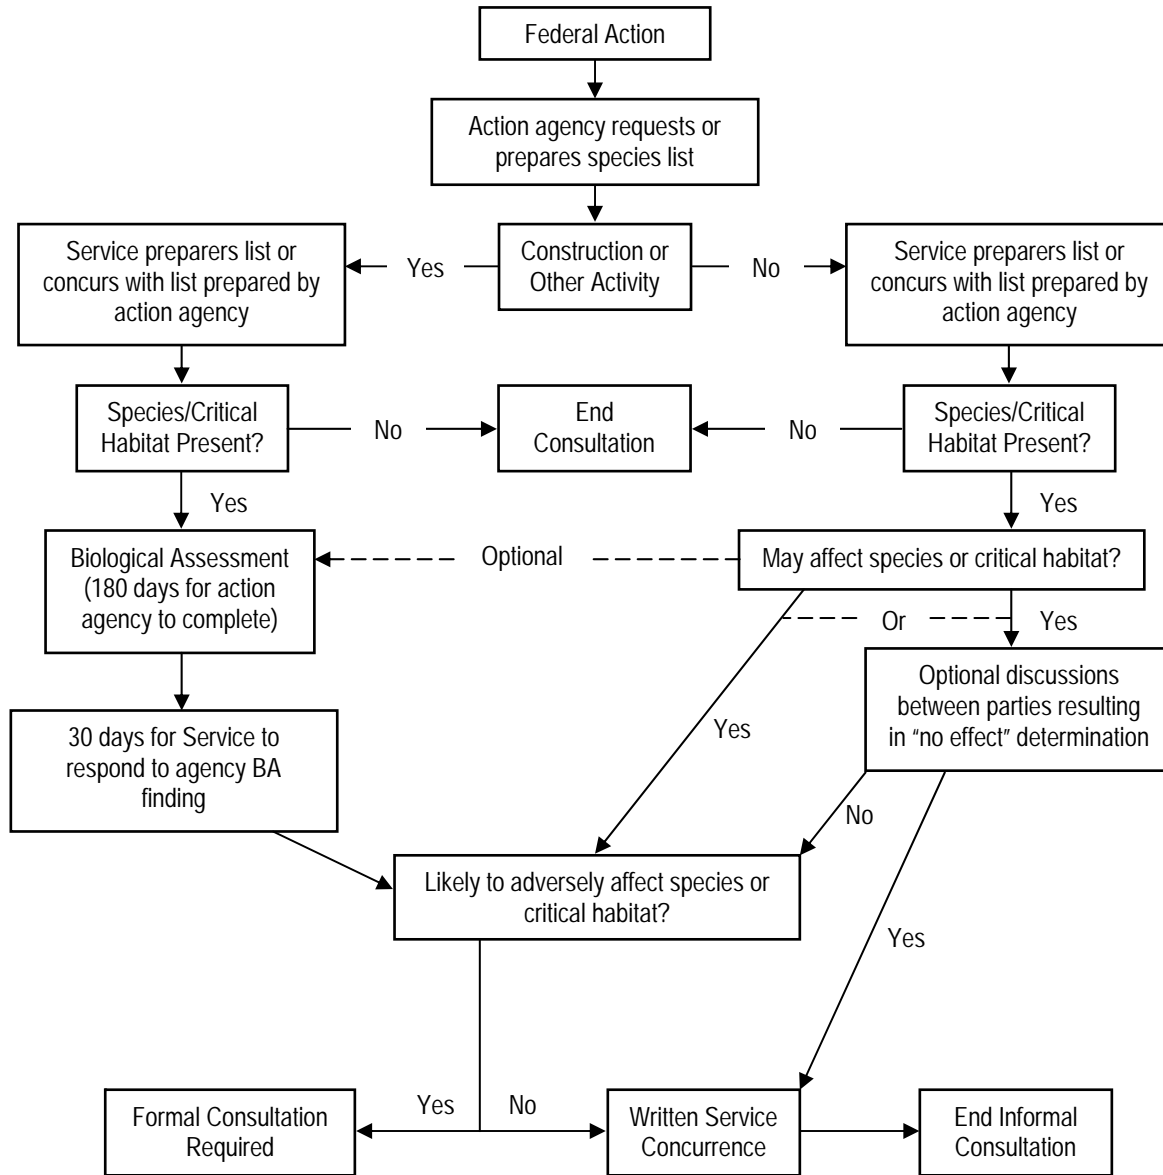 Federal Action
Action agency requests or
prepares species list
Service preparers list or
concurs with list prepared by
action agency
Yes
Construction or
Other Activity
No
Service preparers list or
concurs with list prepared by
action agency
Species/Critical
Habitat Present?
No
End
Consultation
No
Species/Critical
Habitat Present?
Yes
Yes
Biological Assessment
(180 days for action
agency to complete)
Optional
May affect species or critical habitat?
Or
Yes
Optional discussions
between parties resulting
in “no effect” determination
Yes
30 days for Service to
respond to agency BA
finding
No
Likely to adversely affect species or
critical habitat?
Yes
Formal Consultation
Required
Yes
No
Written Service
Concurrence
End Informal
Consultation